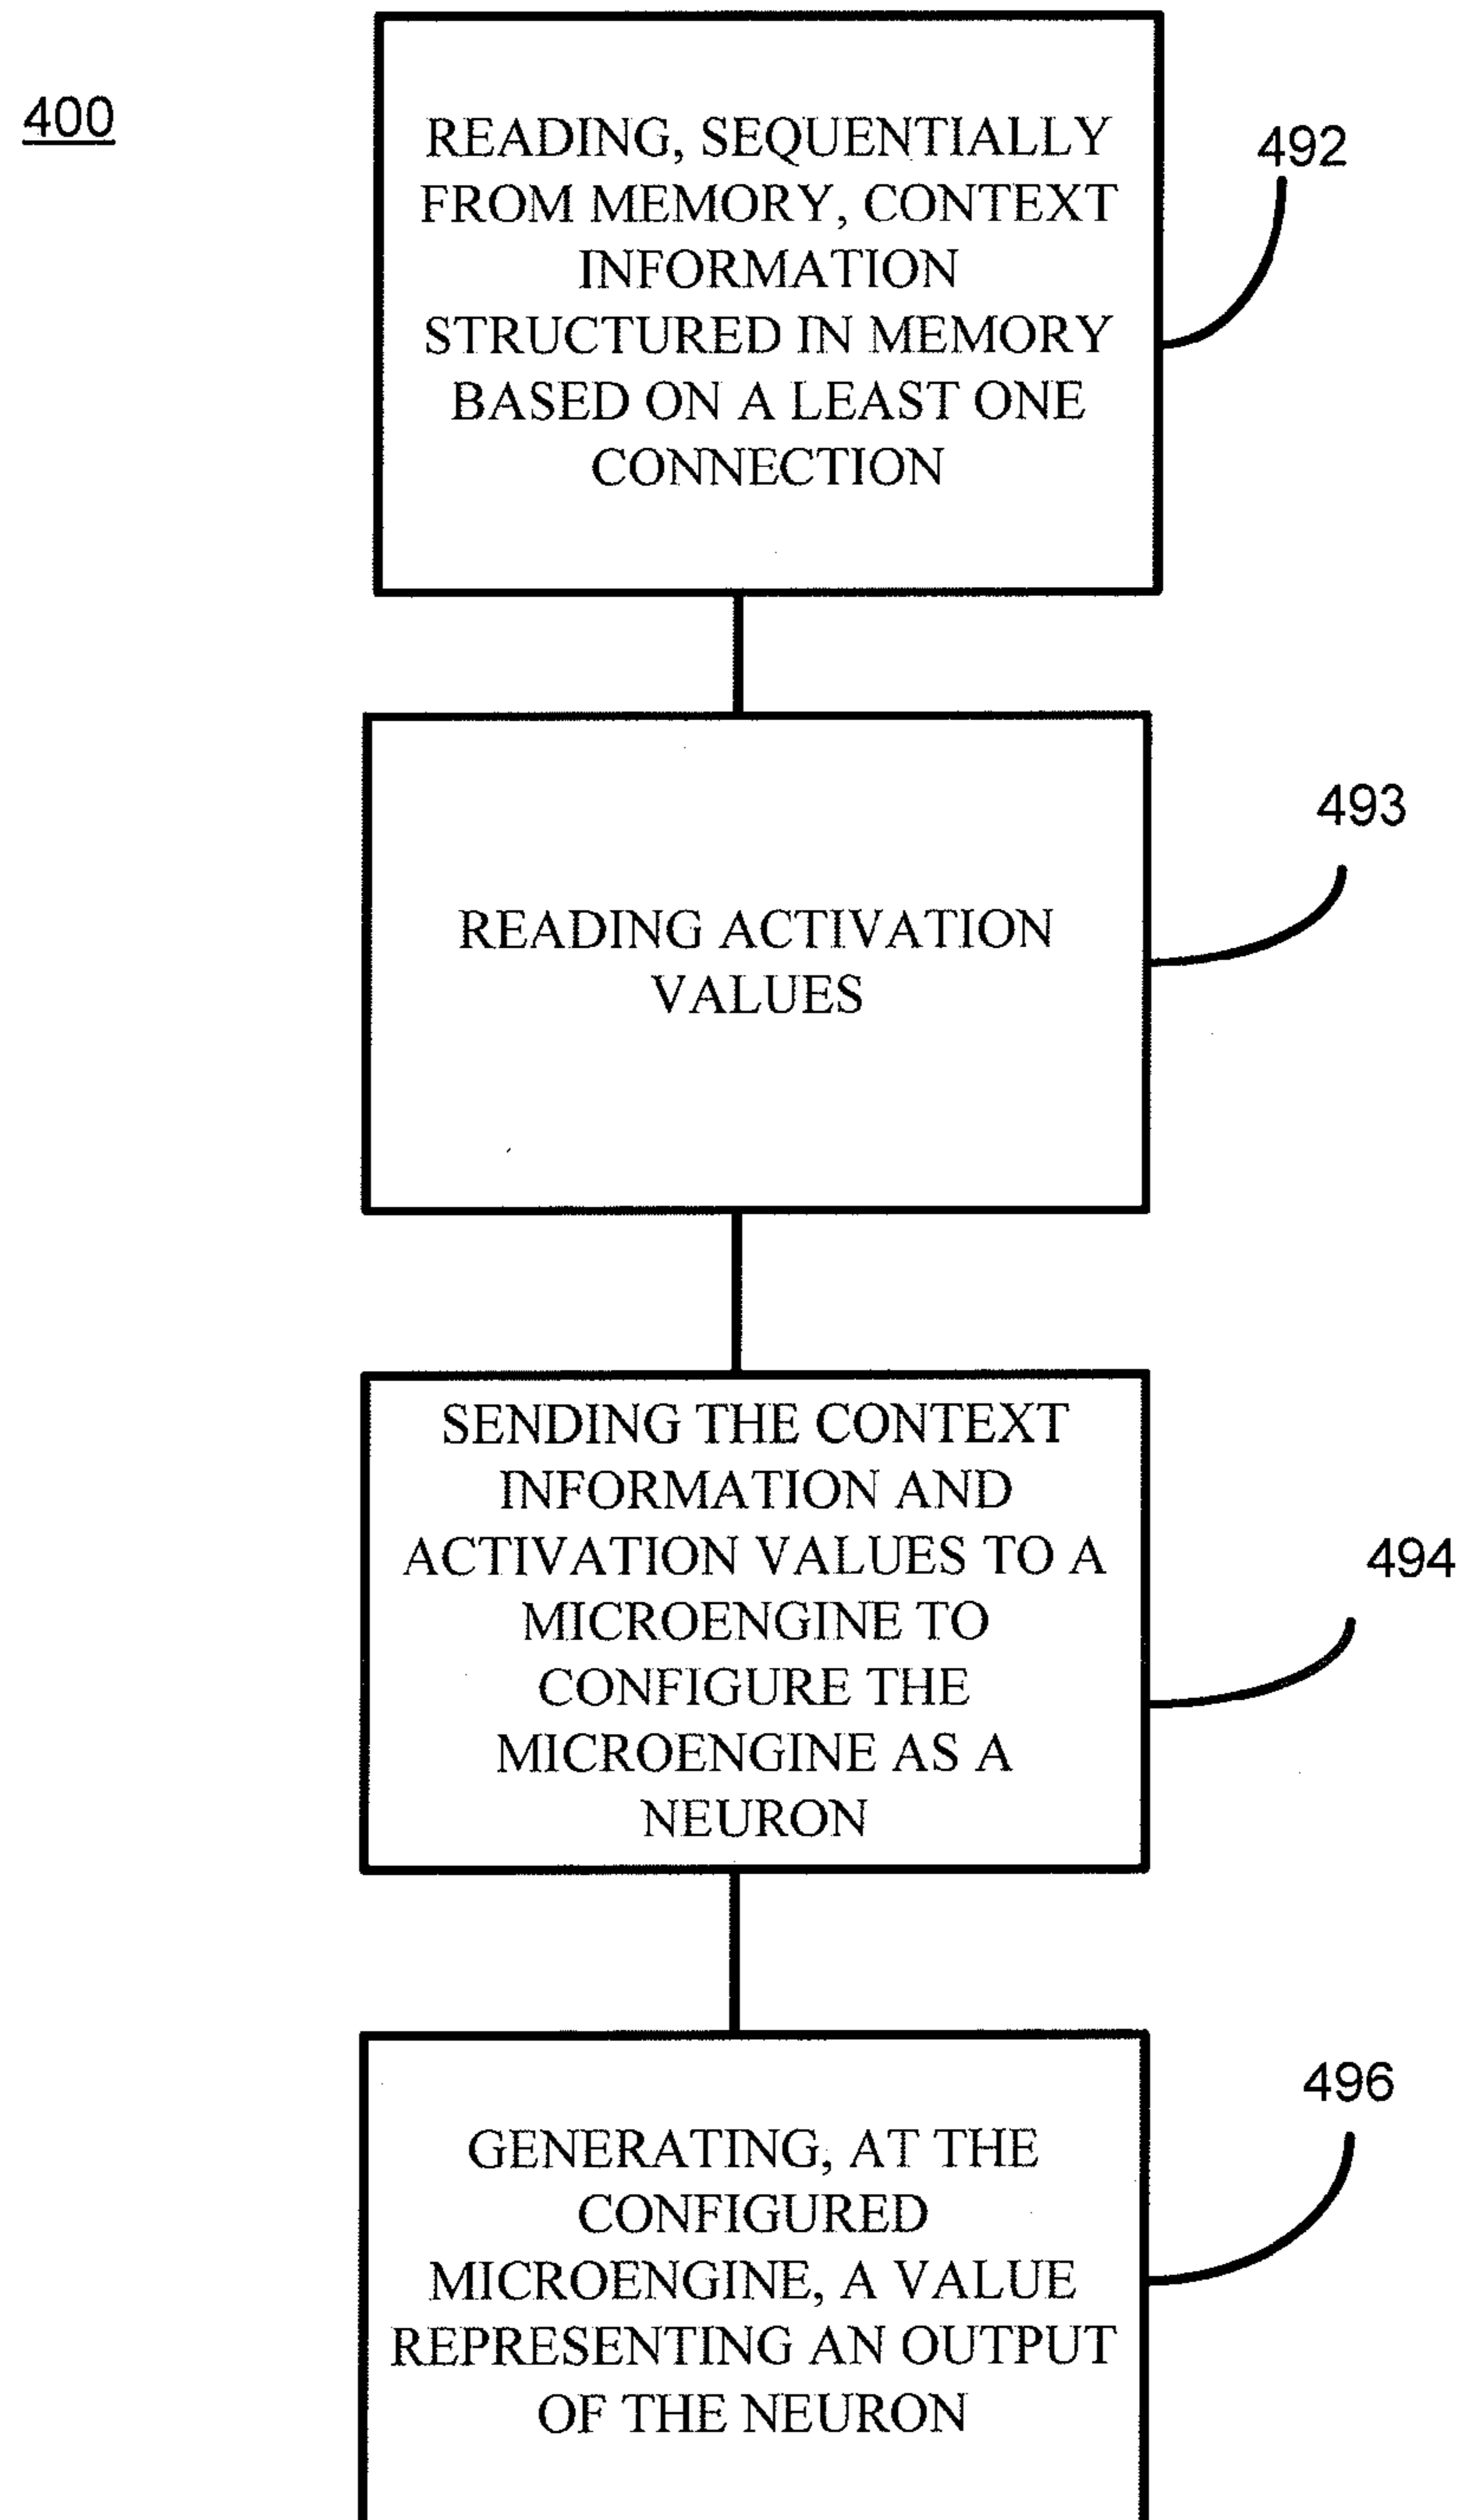 400
READING, SEQUENTIALLY
FROM MEMORY, CONTEXT
INFORMATION
STRUCTURED IN MEMORY
BASED ON A LEAST ONE
CONNECTION
492
READING ACTIVATION
VALUES
493
SENDING THE CONTEXT
INFORMATION AND
ACTIVATION VALUES TO A
MICROENGINE TO
CONFIGURE THE
MICROENGINE AS A
NEURON
494
GENERATING, AT THE
CONFIGURED
MICROENGINE, A VALUE
REPRESENTING AN OUTPUT
OF THE NEURON
496